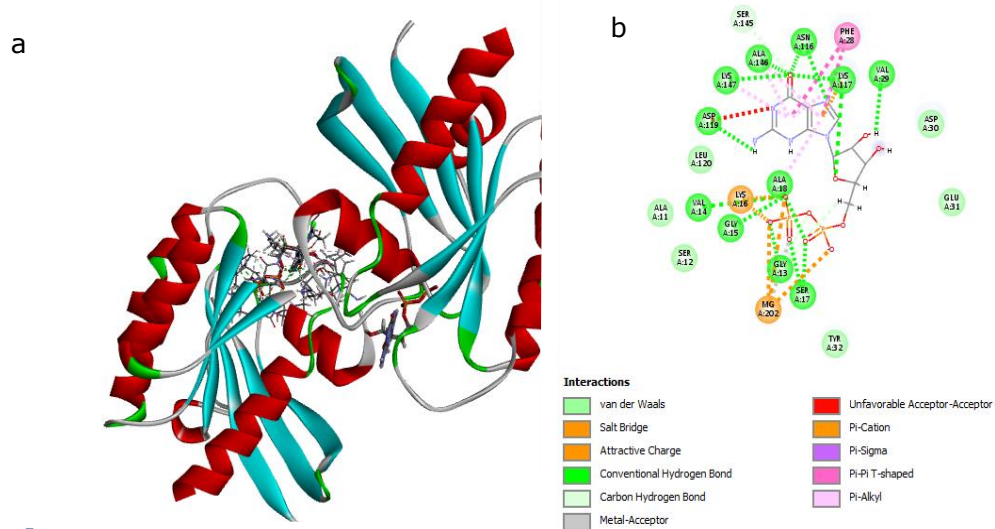 a
b
SER
A:145
ASN
A:116
PHE
A:28
ALA
A:146
LYS
A:147
LYS
A:117
VAL
A:29
ASP
A:119
ASP
A:30
LEU
A:120
ALA
A:18
LYS
A:16
GLU
A:31
ALA
A:11
VAL
A:14
GLY
A:15
SER
A:12
GLY
A:13
SER
A:17
MG
A:202
TYR
A:32
H
H
H
H
H
H
H
Interactions
van der Waals
Salt Bridge
Attractive Charge
Conventional Hydrogen Bond
Carbon Hydrogen Bond
Metal-Acceptor
Unfavorable Acceptor-Acceptor
Pi-Cation
Pi-Sigma
Pi-Pi T-shaped
Pi-Alkyl